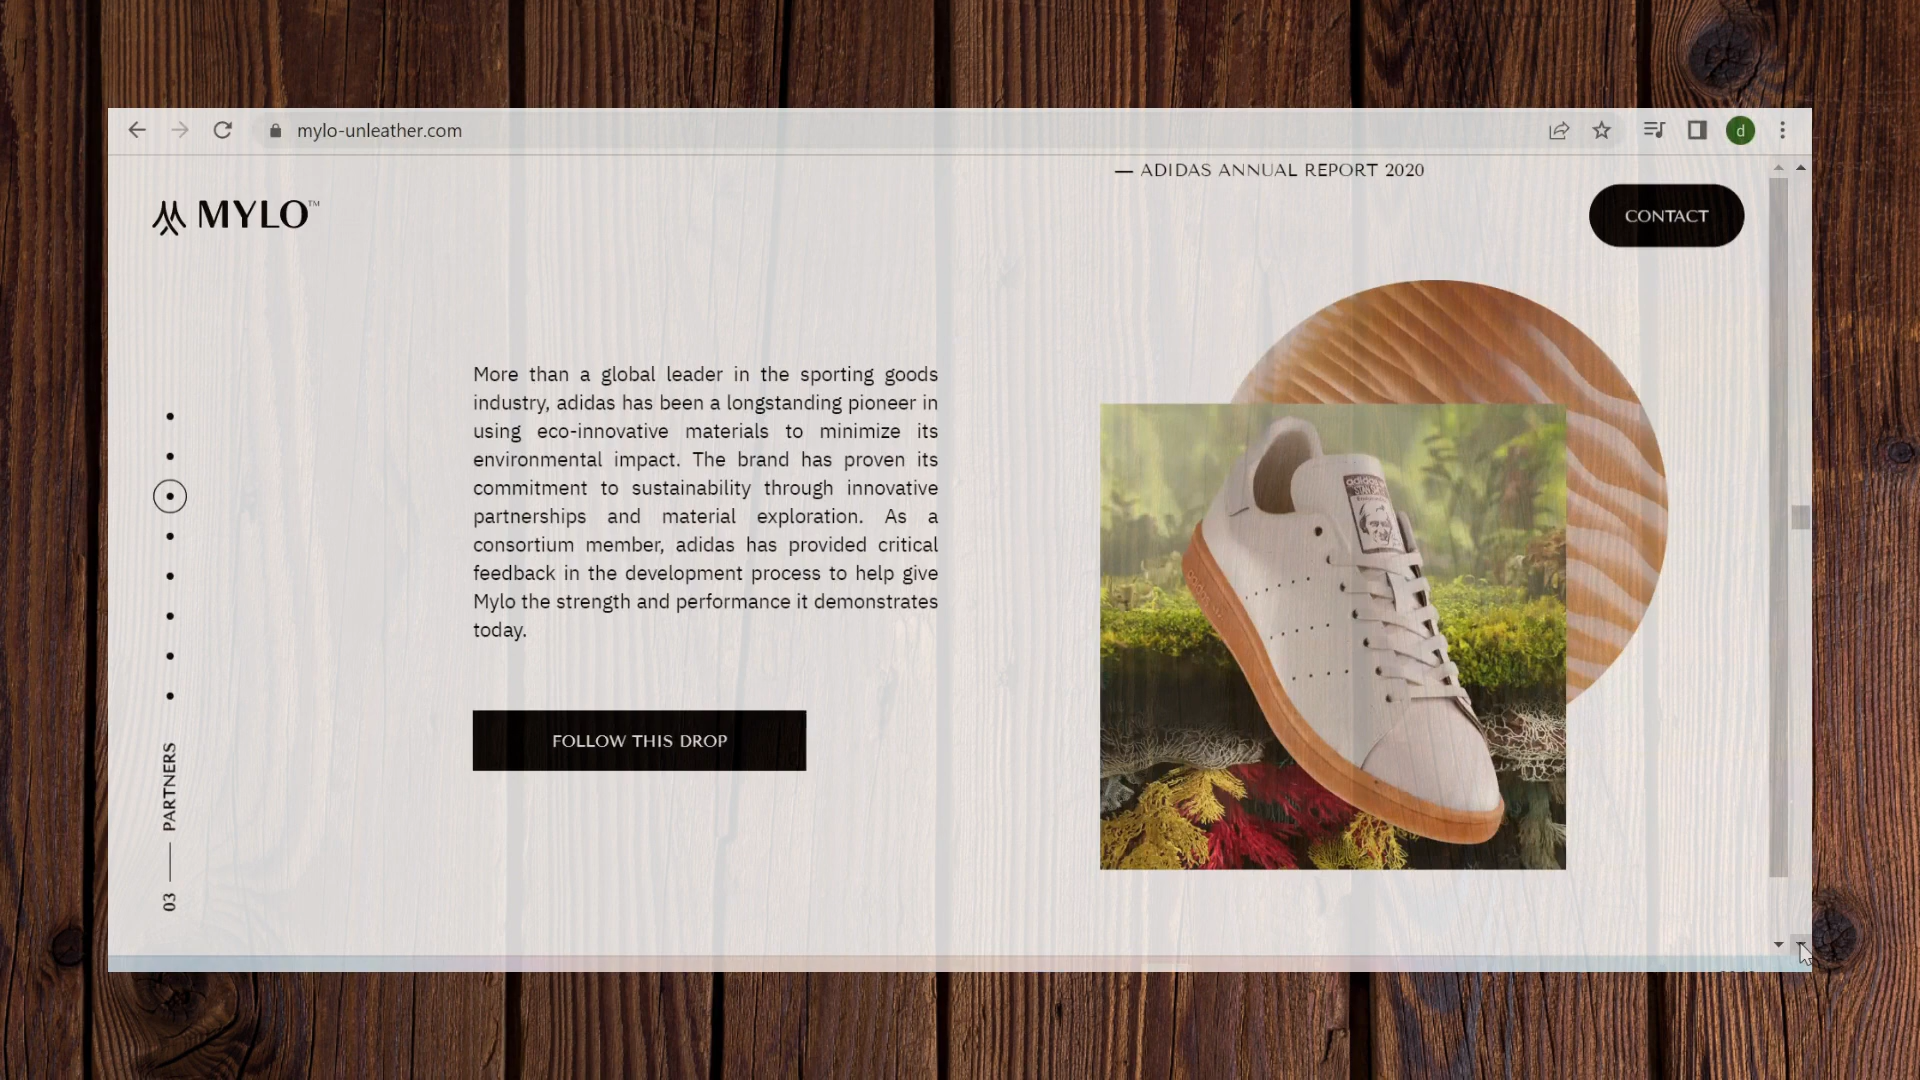 mylo-unleather.com
d
— ADIDAS ANNUAL REPORT 2020
MYLO™
CONTACT
More than a global leader in the sporting goods
industry, adidas has been a longstanding pioneer in
using eco-innovative materials to minimize its
environmental impact. The brand has proven its
commitment to sustainability through innovative
partnerships and material exploration. As a
consortium member, adidas has provided critical
feedback in the development process to help give
Mylo the strength and performance it demonstrates
today.
FOLLOW THIS DROP
adidas
STAN SMITH
03 — PARTNERS